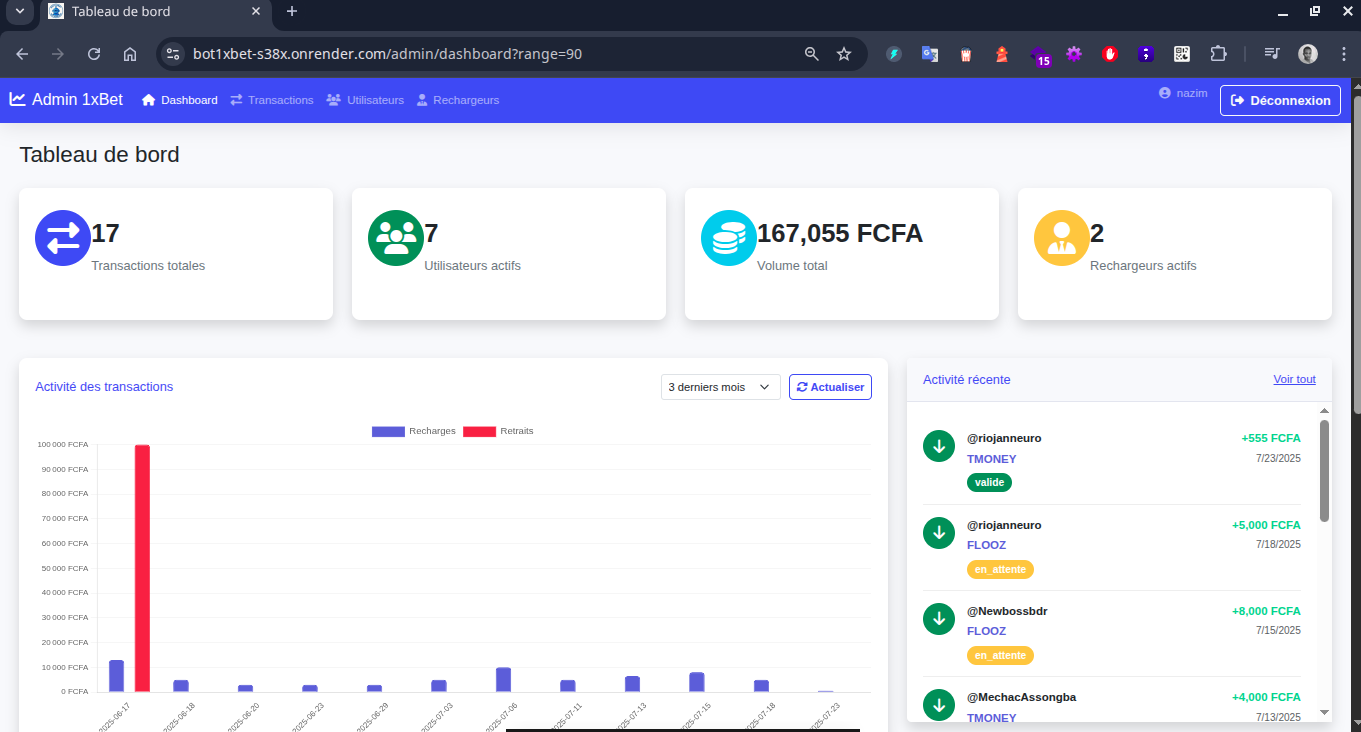 Tableau de bord
bot1xbet-s38x.onrender.com/admin/dashboard?range=90
15
Admin 1xBet Dashboard Transactions Utilisateurs Rechargeurs nazim Déconnexion
Tableau de bord
17
Transactions totales
7
Utilisateurs actifs
167,055 FCFA
Volume total
2
Rechargeurs actifs
Activité des transactions
3 derniers mois
Actualiser
Recharges Retraits
100 000 FCFA
90 000 FCFA
80 000 FCFA
70 000 FCFA
60 000 FCFA
50 000 FCFA
40 000 FCFA
30 000 FCFA
20 000 FCFA
10 000 FCFA
0 FCFA
2025-06-17
2025-06-18
2025-06-20
2025-06-23
2025-06-29
2025-07-03
2025-07-06
2025-07-11
2025-07-13
2025-07-15
2025-07-18
2025-07-23
Activité récente
Voir tout
@riojanneuro +555 FCFA
TMONEY 7/23/2025
valide
@riojanneuro +5,000 FCFA
FLOOZ 7/18/2025
en_attente
@Newbossbdr +8,000 FCFA
FLOOZ 7/15/2025
en_attente
@MechacAssongba +4,000 FCFA
TMONEY 7/13/2025